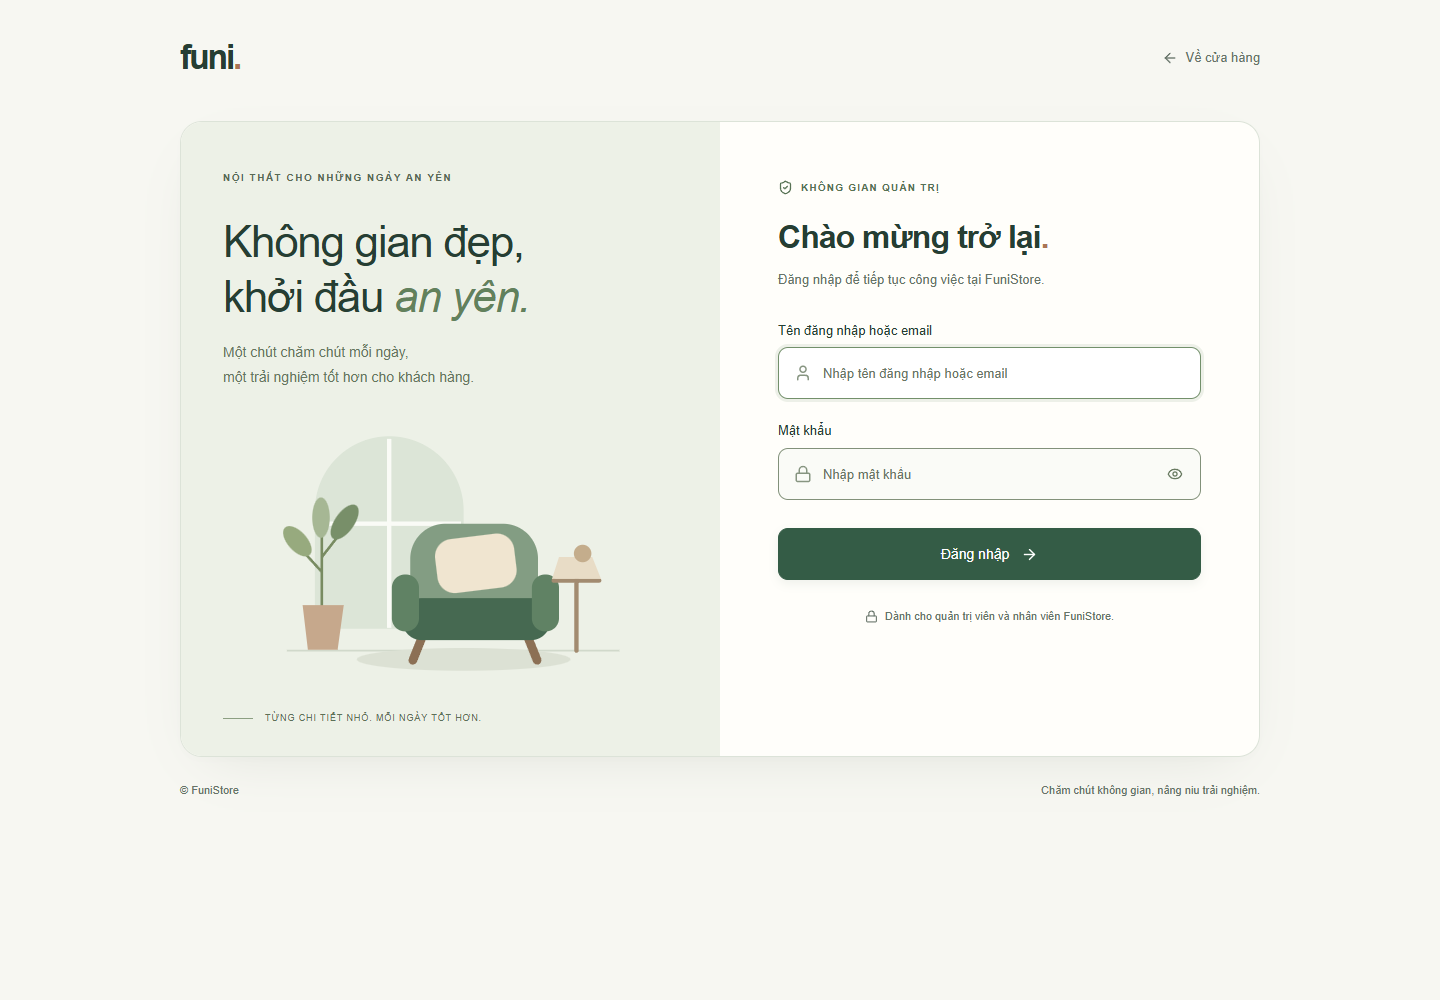 funi.
Về cửa hàng
NỘI THẤT CHO NHỮNG NGÀY AN YÊN
Không gian đẹp,
khởi đầu an yên.
Một chút chăm chút mỗi ngày,
một trải nghiệm tốt hơn cho khách hàng.
TỪNG CHI TIẾT NHỎ. MỖI NGÀY TỐT HƠN.
KHÔNG GIAN QUẢN TRỊ
Chào mừng trở lại.
Đăng nhập để tiếp tục công việc tại FuniStore.
Tên đăng nhập hoặc email
Nhập tên đăng nhập hoặc email
Mật khẩu
Nhập mật khẩu
Đăng nhập
Dành cho quản trị viên và nhân viên FuniStore.
© FuniStore
Chăm chút không gian, nâng niu trải nghiệm.